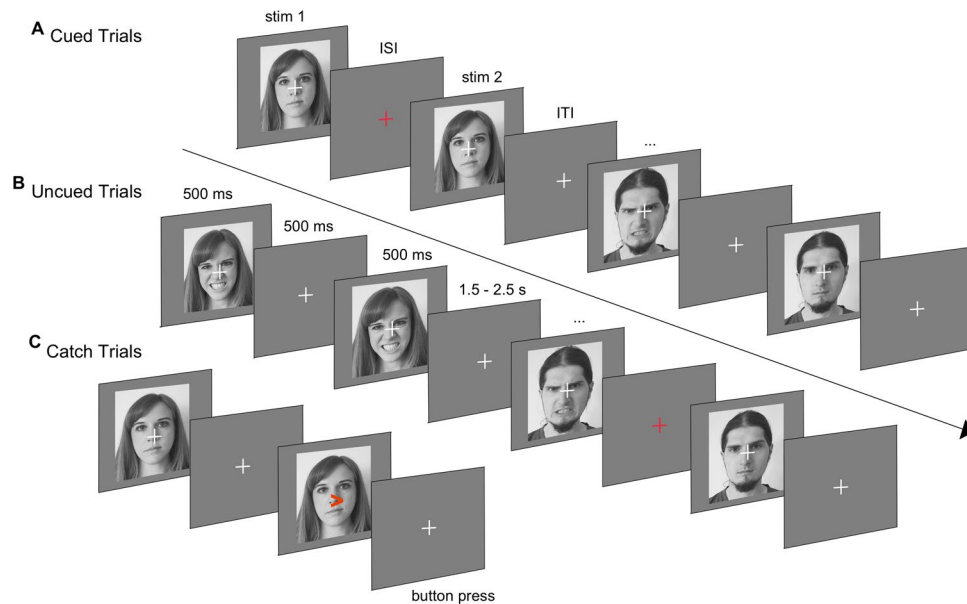 stim 1
A Cued Trials
ISI
stim 2
ITI
...
B Uncued Trials
500 ms
500 ms
500 ms
1.5 - 2.5 s
...
C Catch Trials
button press